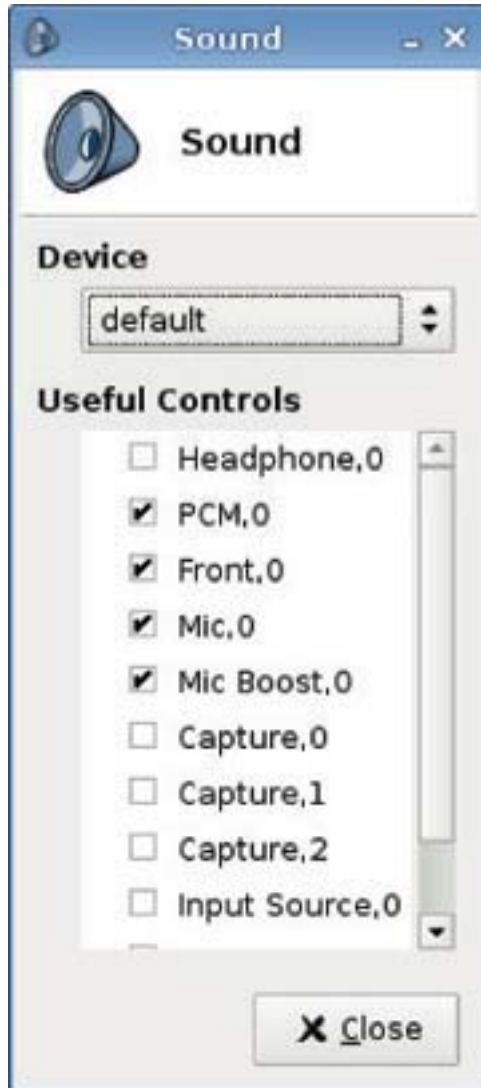 Sound
Sound
Device
default
Useful Controls
Headphone,0
PCM,0
Front,0
Mic,0
Mic Boost,0
Capture,0
Capture,1
Capture,2
Input Source,0
Close